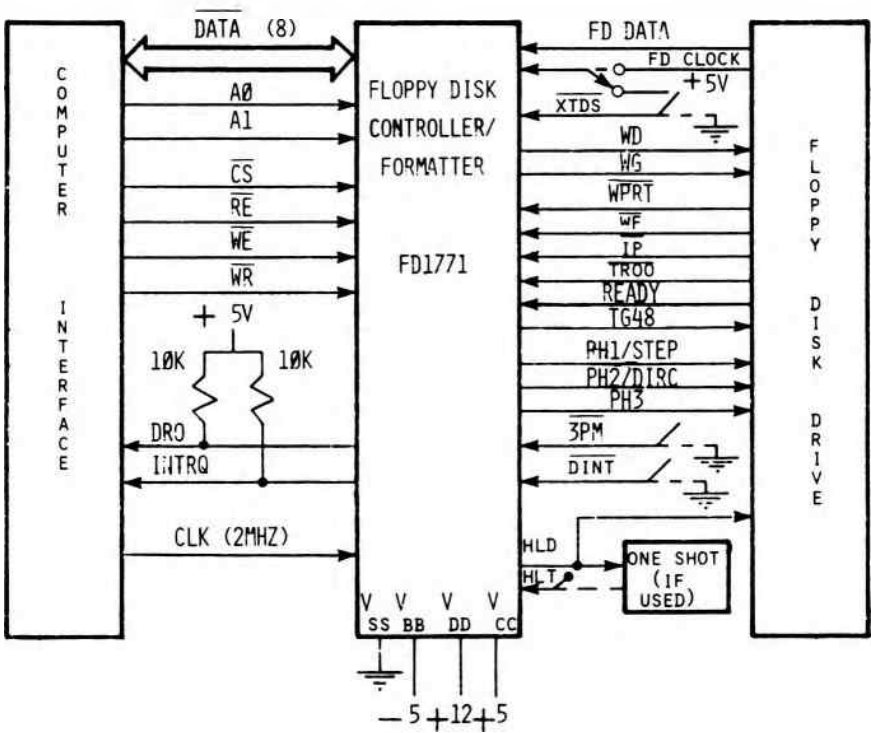 DATA (8)
COMPUTER
INTERFACE
A0
A1
CS
RE
WE
WR
+ 5V
10K
10K
DRO
INTRQ
CLK (2MHZ)
FLOPPY DISK
CONTROLLER/
FORMATTER
FD1771
V V V V
SS BB DD CC
— 5 +12 +5
FD DATA
FD CLOCK
+5V
XTDS
WD
WG
WPRT
WF
IP
TROO
READY
TG48
PH1/STEP
PH2/DIRC
PH3
3PM
DINT
HLD
HLT
ONE SHOT
(IF
USED)
FLOPPY
DISK
DRIVE